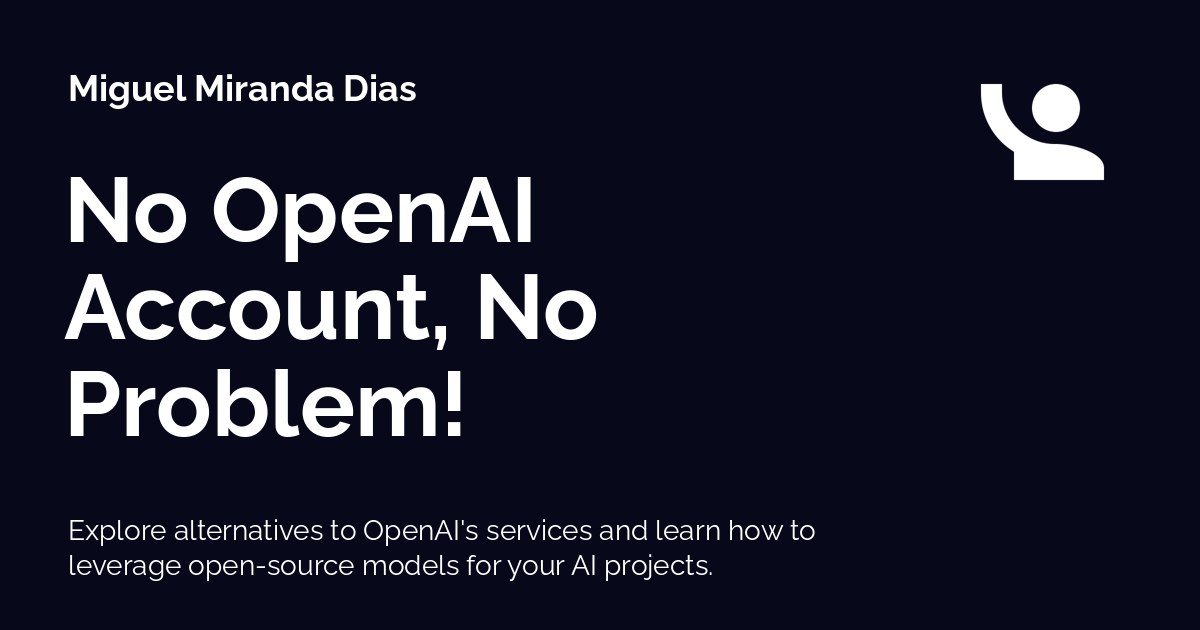 Miguel Miranda Dias
No OpenAI
Account, No
Problem!
Explore alternatives to OpenAI's services and learn how to
leverage open-source models for your AI projects.